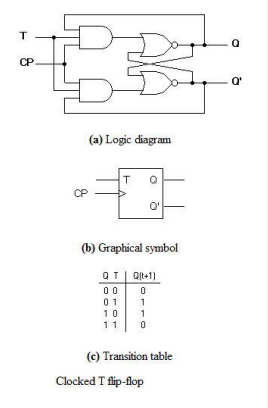 T
Q
CP
Q'
(a) Logic diagram
T Q
CP
Q'
(b) Graphical symbol
Q T Q(t+1)
0 0 0
0 1 1
1 0 1
1 1 0
(c) Transition table
Clocked T flip-flop